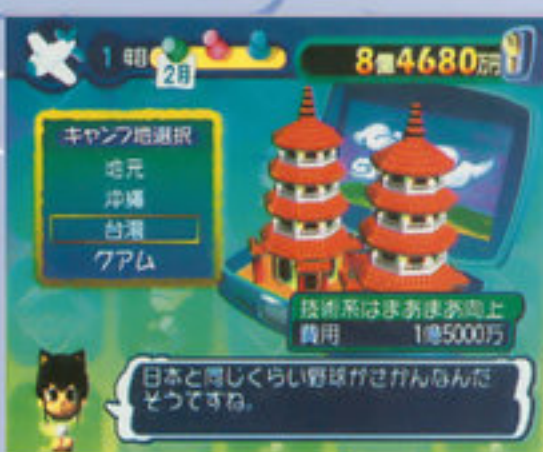 1年目
2月
8億4680万円
キャンプ地選択
地元
沖縄
台湾
グアム
技術系はまあまあ向上
費用 1億5000万
日本と同じくらい野球がさかんなんだ
そうですね。